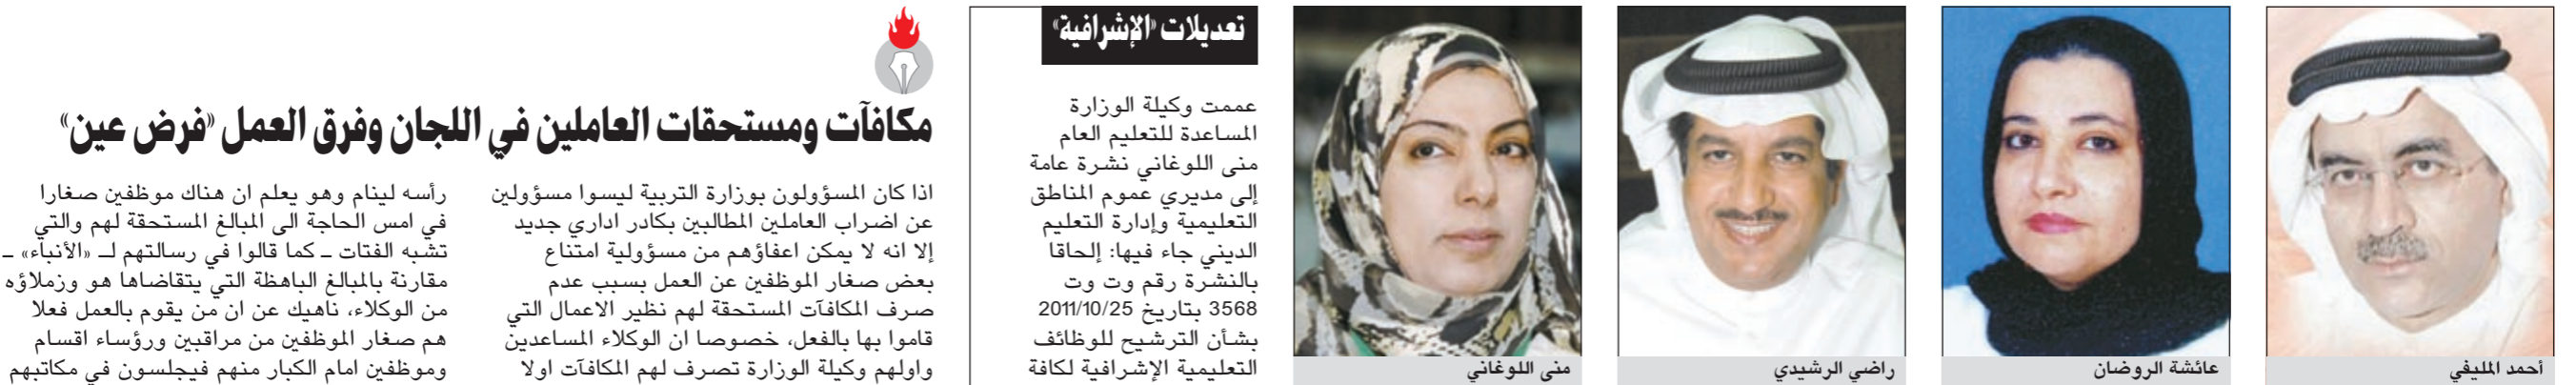 أحمد المليفي
عائشة الروضان
راضي الرشيدي
منى اللوغاني
تعديلات «الإشرافية»
عممت وكيلة الوزارة
المساعدة للتعليم العام
منى اللوغاني نشرة عامة
إلى مديري عموم المناطق
التعليمية وإدارة التعليم
الديني جاء فيها: إلحاقا
بالنشرة رقم وت وت
3568 بتاريخ 2011/10/25
بشأن الترشيح للوظائف
التعليمية الإشرافية لكافة
مكافآت ومستحقات العاملين في اللجان وفرق العمل «فرض عين»
اذا كان المسؤولون بوزارة التربية ليسوا مسؤولين
عن اضراب العاملين المطالبين بكادر اداري جديد
إلا انه لا يمكن اعفاؤهم من مسؤولية امتناع
بعض صغار الموظفين عن العمل بسبب عدم
صرف المكافآت المستحقة لهم نظير الاعمال التي
قاموا بها بالفعل، خصوصا ان الوكلاء المساعدين
واولهم وكيلة الوزارة تصرف لهم المكافآت اولا
رأسه لينام وهو يعلم ان هناك موظفين صغارا
في امس الحاجة الى المبالغ المستحقة لهم والتي
تشبه الفتات ـ كما قالوا في رسالتهم لـ «الأنباء» ـ
مقارنة بالمبالغ الباهظة التي يتقاضاها هو وزملاؤه
من الوكلاء، ناهيك عن ان من يقوم بالعمل فعلا
هم صغار الموظفين من مراقبين ورؤساء اقسام
وموظفين امام الكبار منهم فيجلسون في مكاتبهم